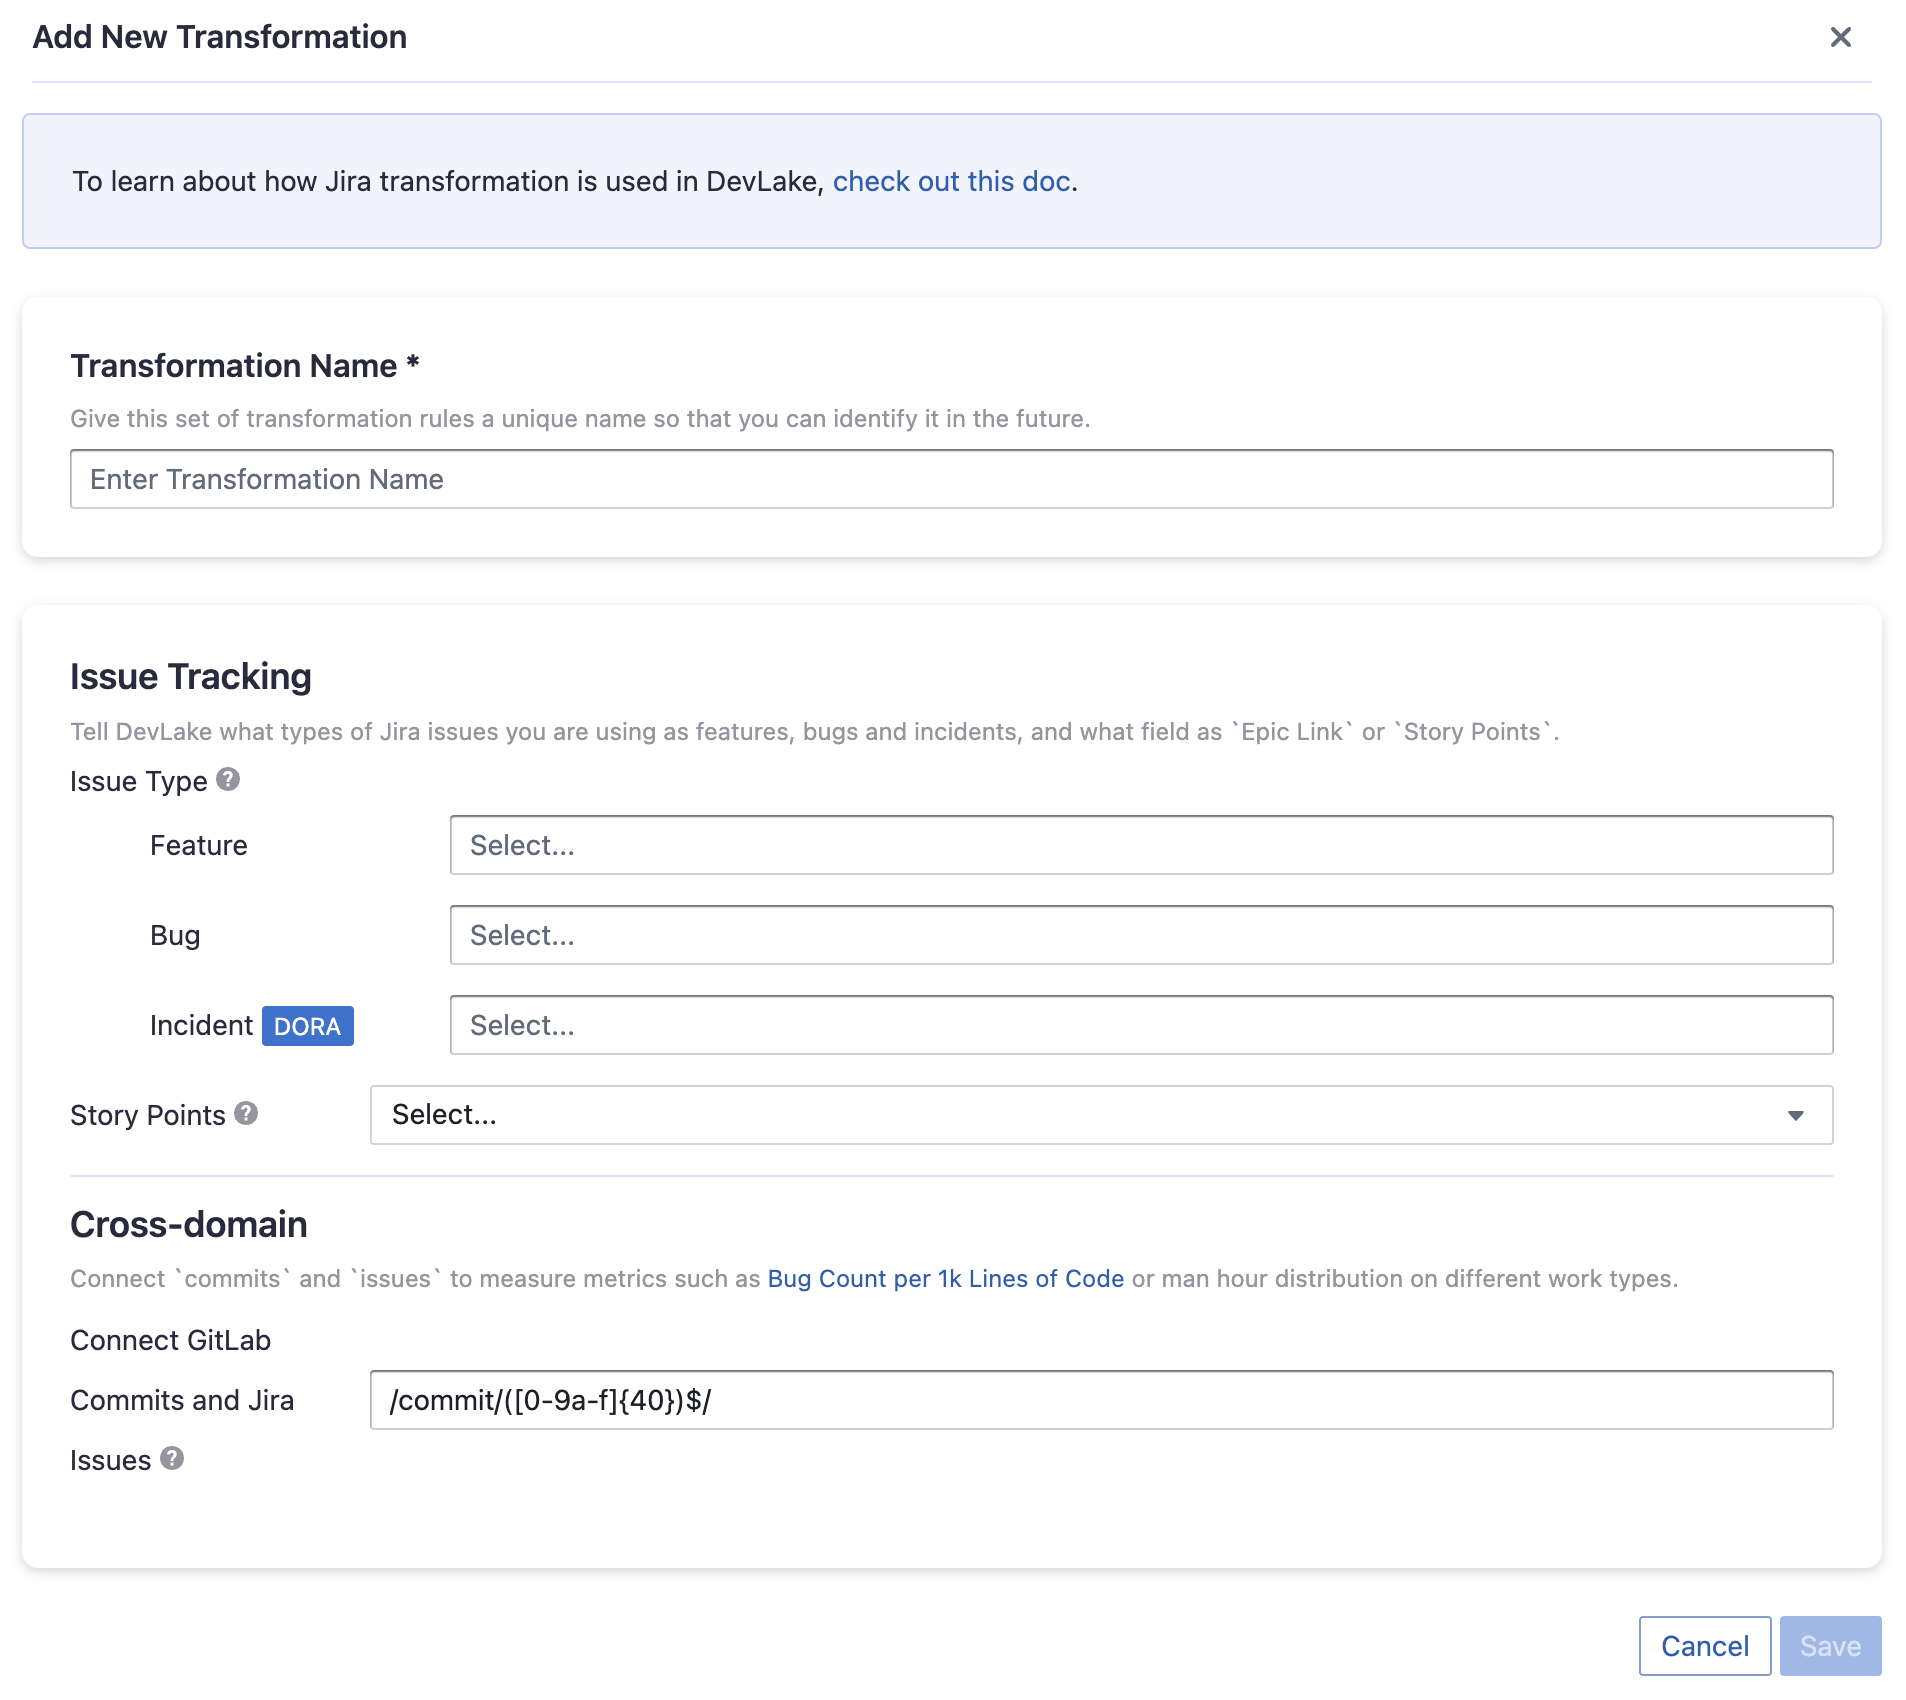 Add New Transformation
To learn about how Jira transformation is used in DevLake, check out this doc.
Transformation Name *
Give this set of transformation rules a unique name so that you can identify it in the future.
Enter Transformation Name
Issue Tracking
Tell DevLake what types of Jira issues you are using as features, bugs and incidents, and what field as `Epic Link` or `Story Points`.
Issue Type
Feature
Select...
Bug
Select...
Incident DORA
Select...
Story Points
Select...
Cross-domain
Connect `commits` and `issues` to measure metrics such as Bug Count per 1k Lines of Code or man hour distribution on different work types.
Connect GitLab
Commits and Jira
Issues
/commit/([0-9a-f]{40})$/
Cancel
Save